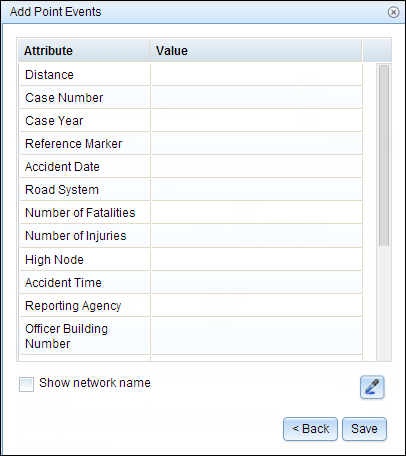 Add Point Events
Attribute Value
Distance
Case Number
Case Year
Reference Marker
Accident Date
Road System
Number of Fatalities
Number of Injuries
High Node
Accident Time
Reporting Agency
Officer Building
Number
Show network name
< Back Save